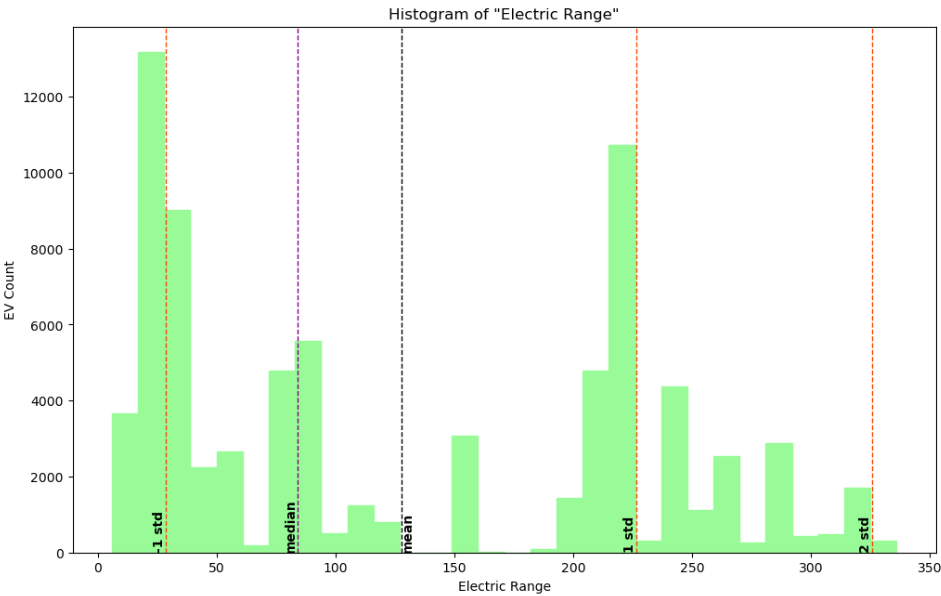 Histogram of "Electric Range"
EV Count
12000
10000
8000
6000
4000
2000
0
-1 std
median
mean
1 std
2 std
0
50
100
150
200
250
300
350
Electric Range